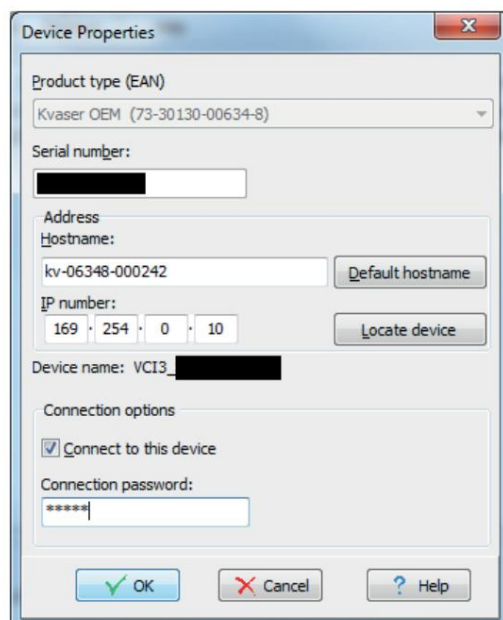 Device Properties
Product type (EAN)
Kvaser OEM (73-30130-00634-8)
Serial number:
Address
Hostname:
kv-06348-000242
Default hostname
IP number:
169 . 254 . 0 . 10
Locate device
Device name: VCI3_
Connection options
Connect to this device
Connection password:
*****
OK
Cancel
? Help